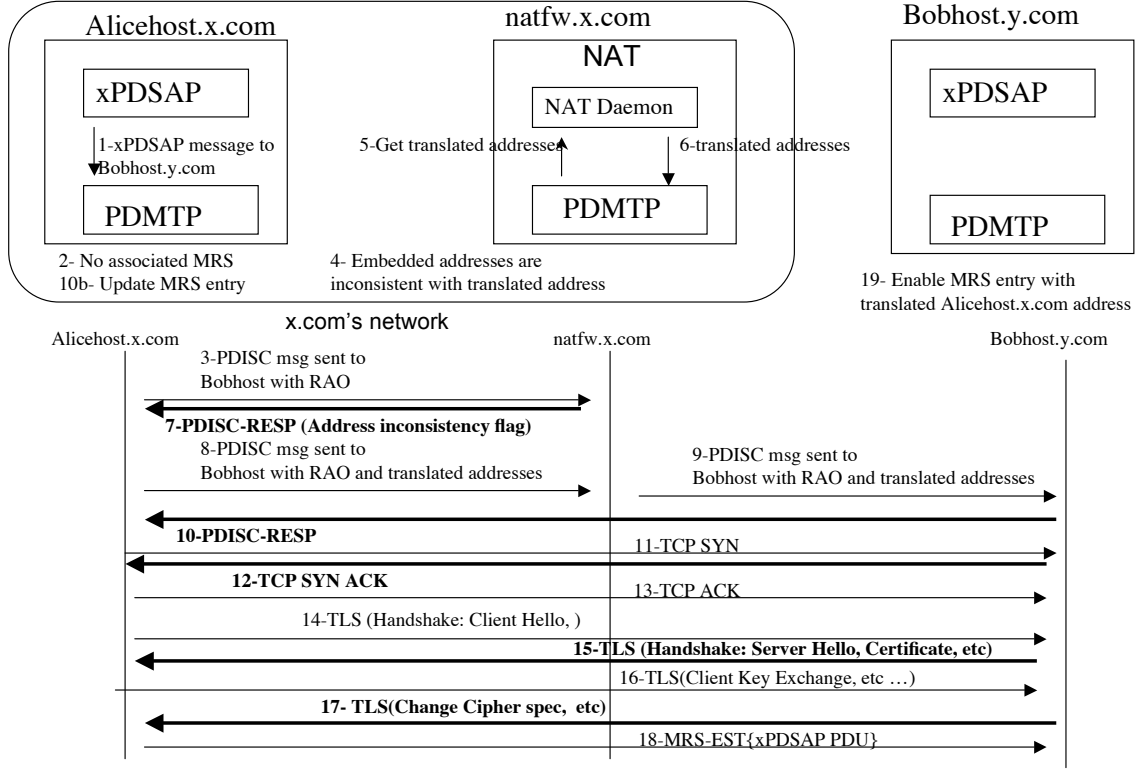 Alicehost.x.com
natfw.x.com
Bobhost.y.com
NAT
xPDSAP
NAT Daemon
xPDSAP
1-xPDSAP message to
Bobhost.y.com
5-Get translated addresses
6-translated addresses
PDMTP
PDMTP
PDMTP
2- No associated MRS
10b- Update MRS entry
4- Embedded addresses are
inconsistent with translated address
19- Enable MRS entry with
translated Alicehost.x.com address
x.com's network
Alicehost.x.com
natfw.x.com
Bobhost.y.com
3-PDISC msg sent to
Bobhost with RAO
7-PDISC-RESP (Address inconsistency flag)
8-PDISC msg sent to
Bobhost with RAO and translated addresses
9-PDISC msg sent to
Bobhost with RAO and translated addresses
10-PDISC-RESP
11-TCP SYN
12-TCP SYN ACK
13-TCP ACK
14-TLS (Handshake: Client Hello, )
15-TLS (Handshake: Server Hello, Certificate, etc)
16-TLS(Client Key Exchange, etc …)
17- TLS(Change Cipher spec, etc)
18-MRS-EST{xPDSAP PDU}